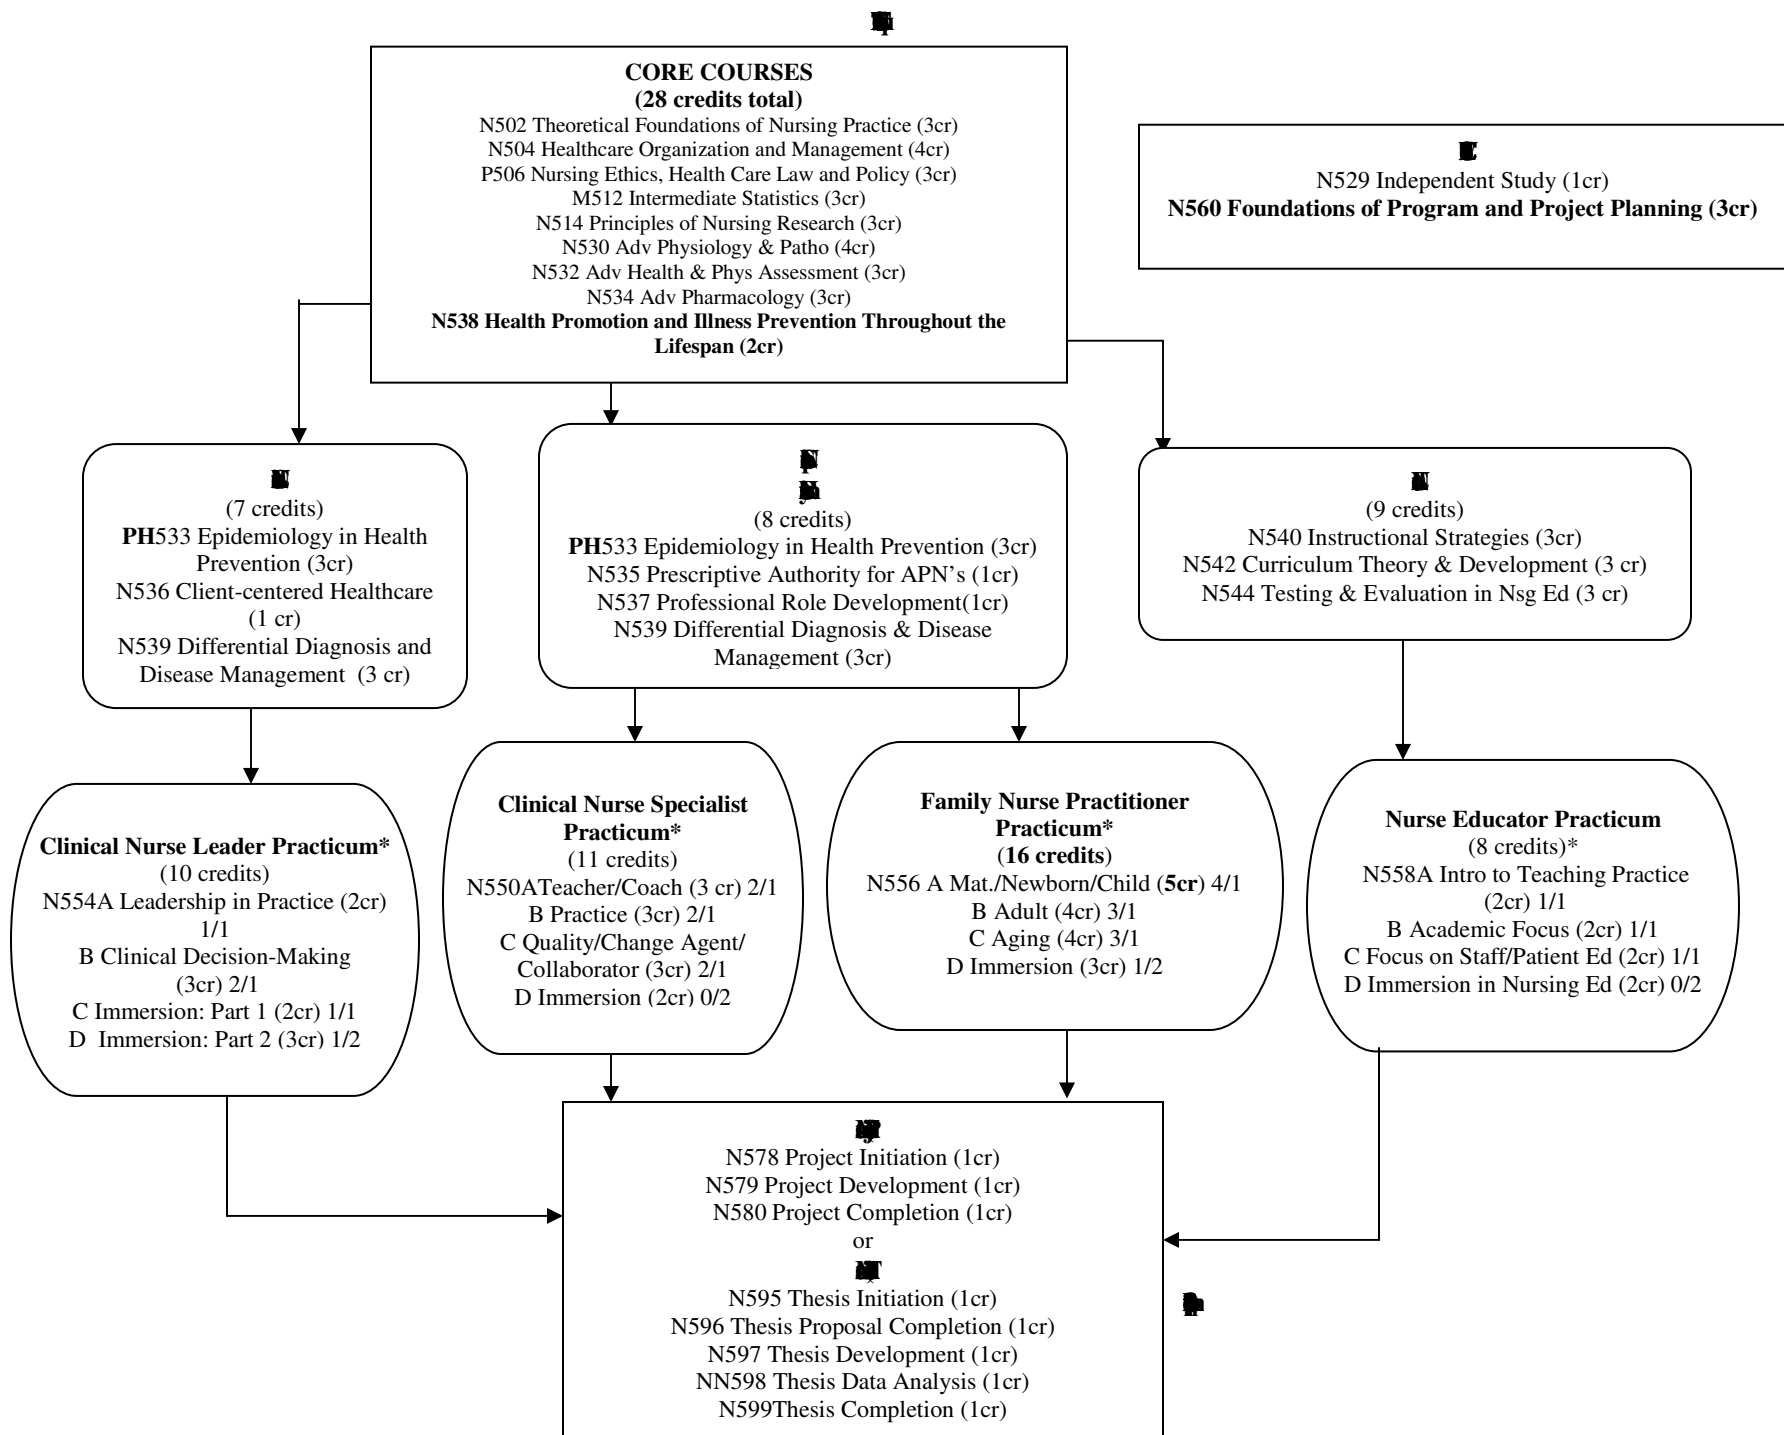 CORE COURSES
(28 credits total)
N502 Theoretical Foundations of Nursing Practice (3cr)
N504 Healthcare Organization and Management (4cr)
P506 Nursing Ethics, Health Care Law and Policy (3cr)
M512 Intermediate Statistics (3cr)
N514 Principles of Nursing Research (3cr)
N530 Adv Physiology & Patho (4cr)
N532 Adv Health & Phys Assessment (3cr)
N534 Adv Pharmacology (3cr)
N538 Health Promotion and Illness Prevention Throughout the
Lifespan (2cr)
N529 Independent Study (1cr)
N560 Foundations of Program and Project Planning (3cr)
(7 credits)
PH533 Epidemiology in Health
Prevention (3cr)
N536 Client-centered Healthcare
(1 cr)
N539 Differential Diagnosis and
Disease Management (3 cr)
(8 credits)
PH533 Epidemiology in Health Prevention (3cr)
N535 Prescriptive Authority for APN’s (1cr)
N537 Professional Role Development(1cr)
N539 Differential Diagnosis & Disease
Management (3cr)
(9 credits)
N540 Instructional Strategies (3cr)
N542 Curriculum Theory & Development (3 cr)
N544 Testing & Evaluation in Nsg Ed (3 cr)
Clinical Nurse Leader Practicum*
(10 credits)
N554A Leadership in Practice (2cr)
1/1
B Clinical Decision-Making
(3cr) 2/1
C Immersion: Part 1 (2cr) 1/1
D Immersion: Part 2 (3cr) 1/2
Clinical Nurse Specialist
Practicum*
(11 credits)
N550ATeacher/Coach (3 cr) 2/1
B Practice (3cr) 2/1
C Quality/Change Agent/
Collaborator (3cr) 2/1
D Immersion (2cr) 0/2
Family Nurse Practitioner
Practicum*
(16 credits)
N556 A Mat./Newborn/Child (5cr) 4/1
B Adult (4cr) 3/1
C Aging (4cr) 3/1
D Immersion (3cr) 1/2
Nurse Educator Practicum
(8 credits)*
N558A Intro to Teaching Practice
(2cr) 1/1
B Academic Focus (2cr) 1/1
C Focus on Staff/Patient Ed (2cr) 1/1
D Immersion in Nursing Ed (2cr) 0/2
N578 Project Initiation (1cr)
N579 Project Development (1cr)
N580 Project Completion (1cr)
or
N595 Thesis Initiation (1cr)
N596 Thesis Proposal Completion (1cr)
N597 Thesis Development (1cr)
NN598 Thesis Data Analysis (1cr)
N599Thesis Completion (1cr)